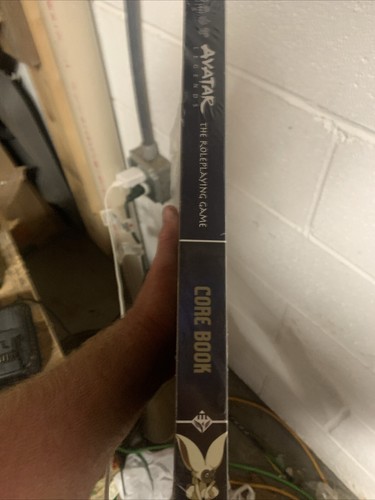 AVATAR
LEGENDS
THE ROLEPLAYING GAME
CORE BOOK